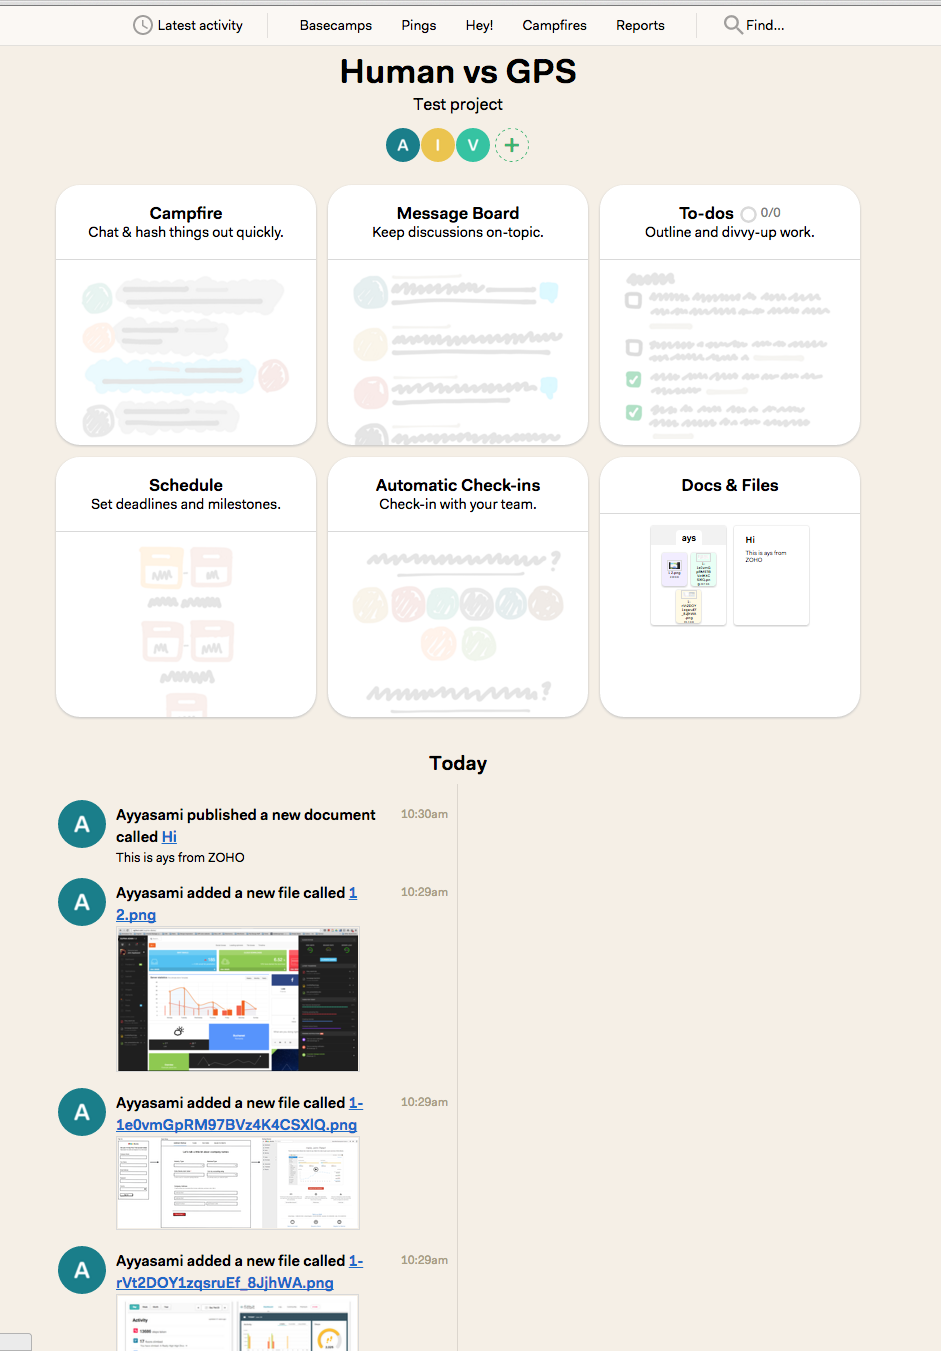 Latest activity Basecamps Pings Hey! Campfires Reports Find...
Human vs GPS
Test project
A I V +
Campfire
Chat & hash things out quickly.
Message Board
Keep discussions on-topic.
To-dos 0/0
Outline and divvy-up work.
Schedule
Set deadlines and milestones.
Automatic Check-ins
Check-in with your team.
?
?
Docs & Files
ays
Hi
This is ays from
ZOHO
Today
A
Ayyasami published a new document 10:30am
called Hi
This is ays from ZOHO
A
Ayyasami added a new file called 1 10:29am
2.png
A
Ayyasami added a new file called 1- 10:29am
1e0vmGpRM97BVz4K4CSXlQ.png
A
Ayyasami added a new file called 1- 10:29am
rVt2DOY1zqsruEf_8JjhWA.png
Activity